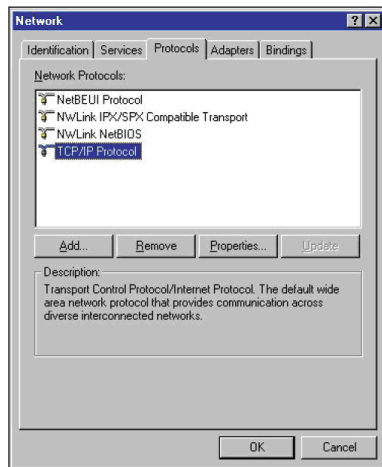 Network
Identification Services Protocols Adapters Bindings
Network Protocols:
NetBEUI Protocol
NWLink IPX/SPX Compatible Transport
NWLink NetBIOS
TCP/IP Protocol
Add... Remove Properties... Update
Description:
Transport Control Protocol/Internet Protocol. The default wide
area network protocol that provides communication across
diverse interconnected networks.
OK Cancel